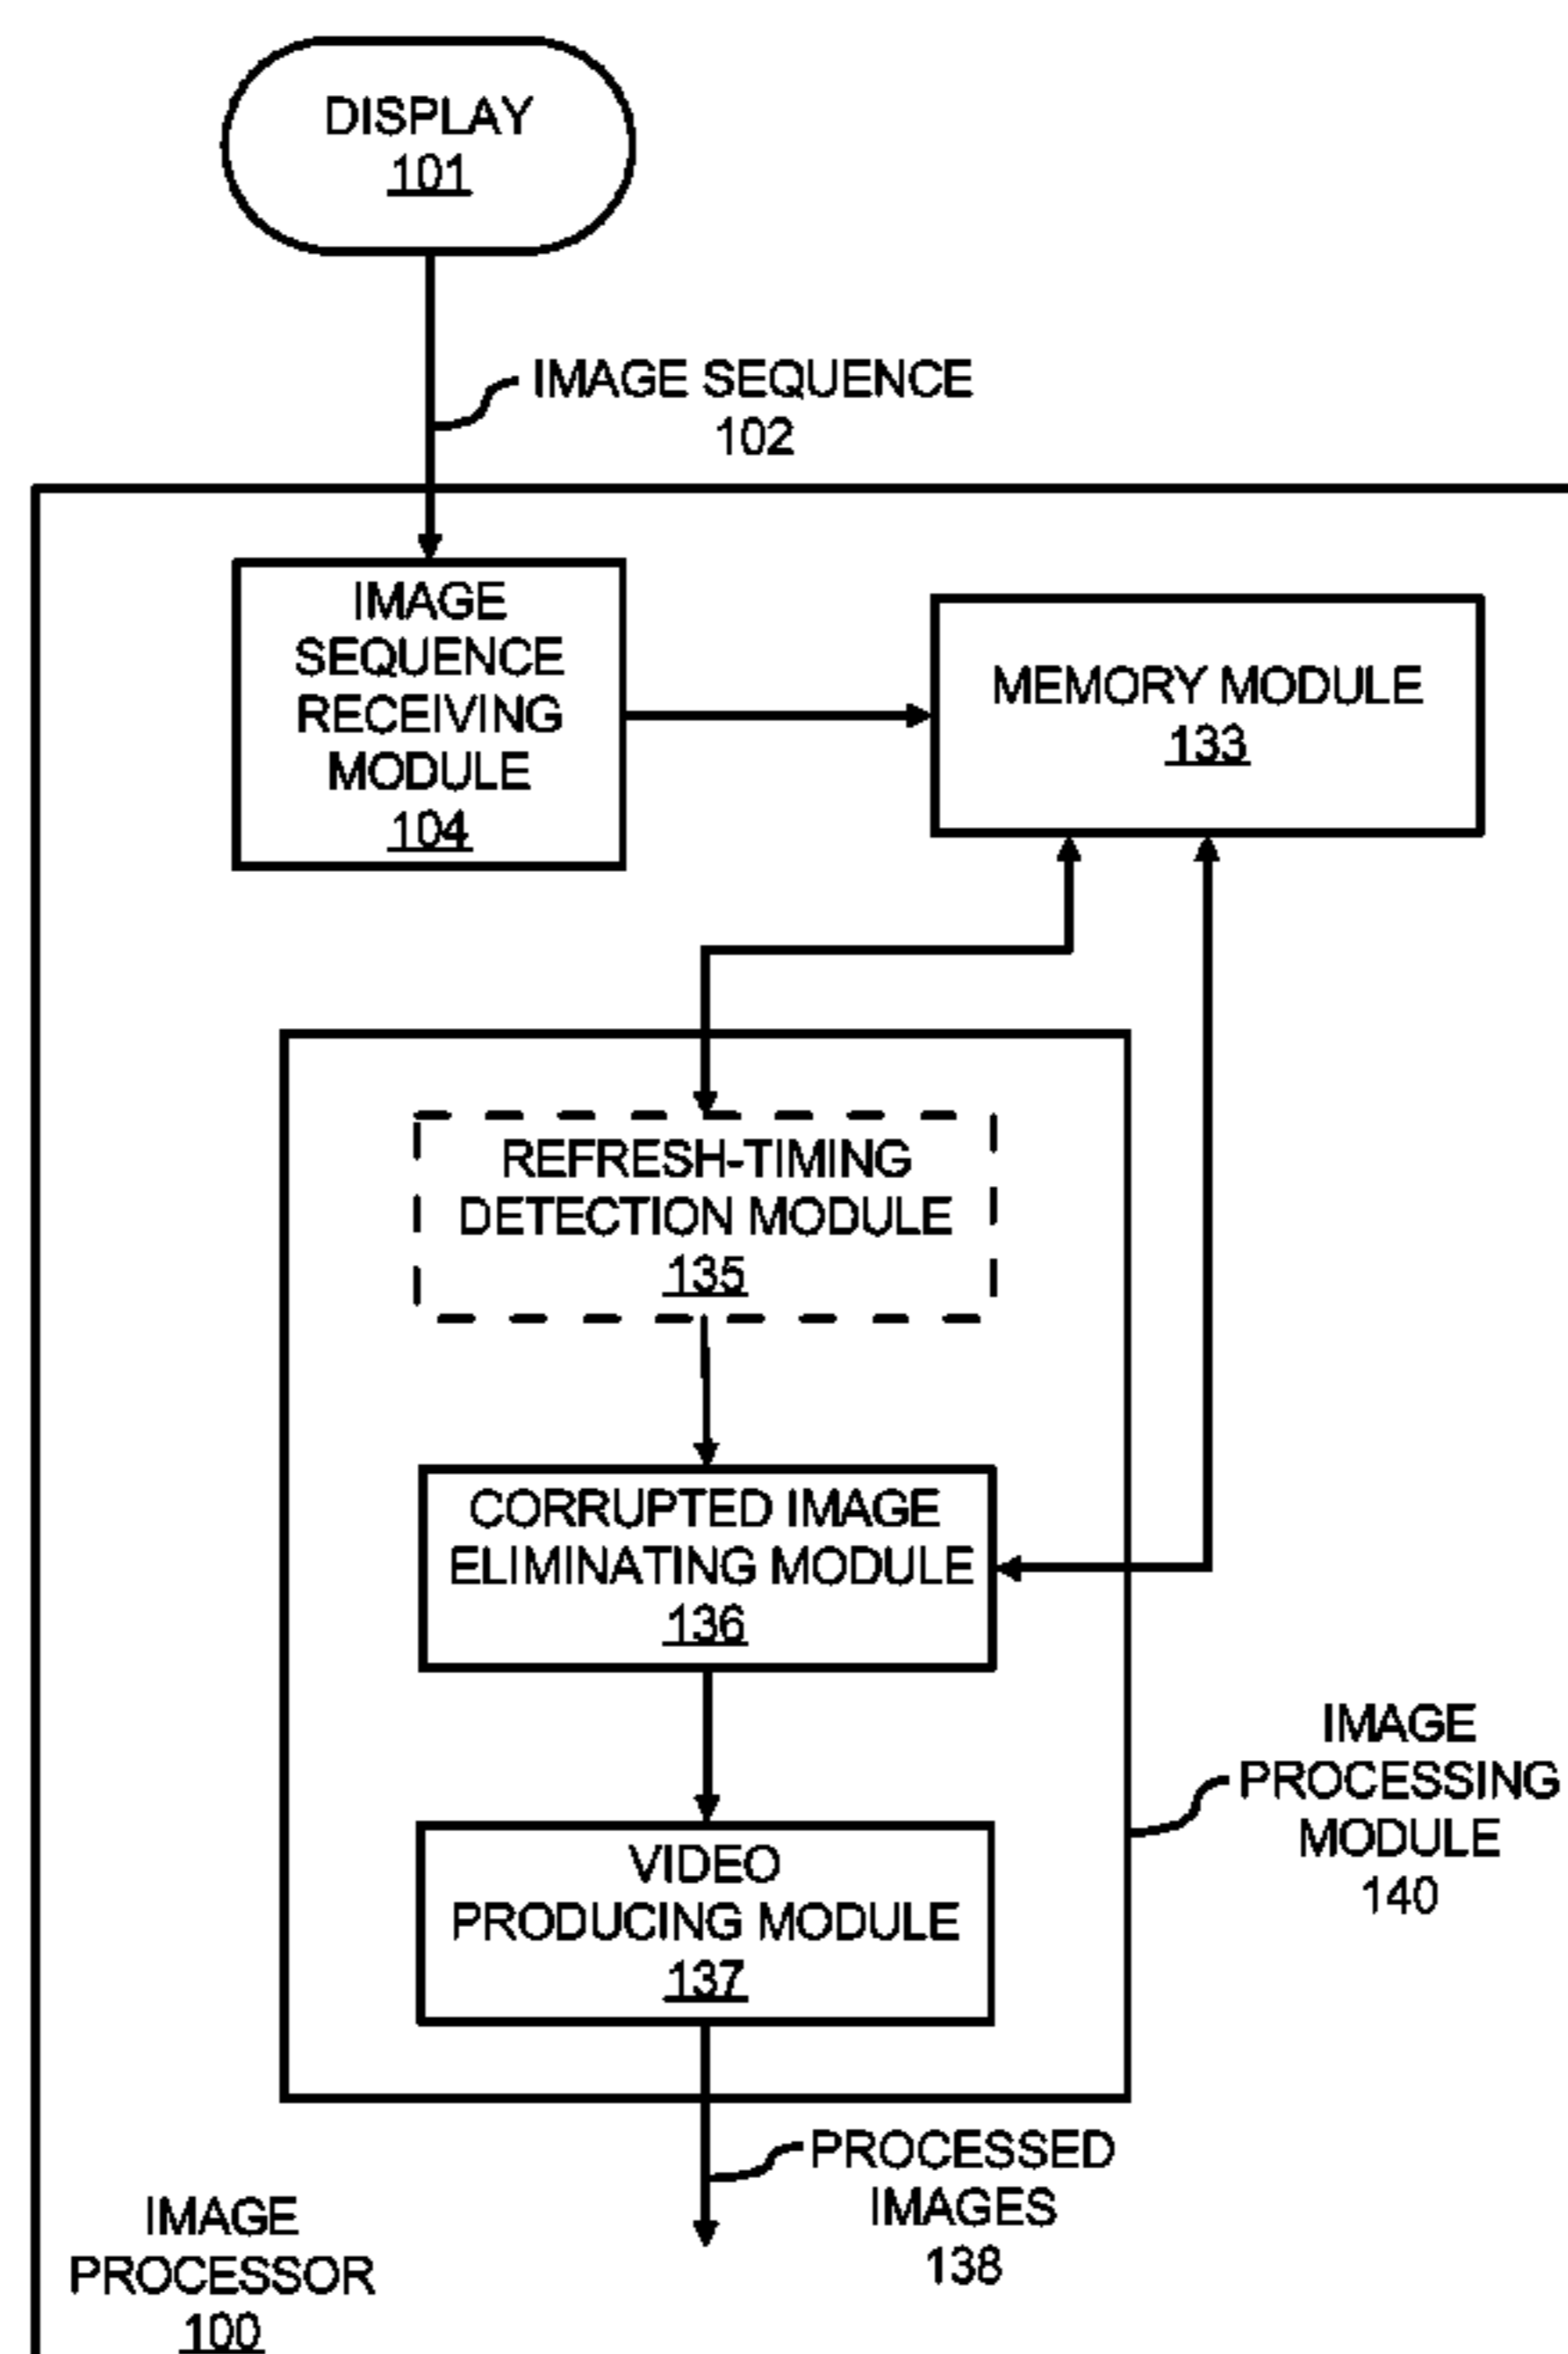 DISPLAY
101
IMAGE SEQUENCE
102
IMAGE
SEQUENCE
RECEIVING
MODULE
104
MEMORY MODULE
133
REFRESH-TIMING
DETECTION MODULE
135
CORRUPTED IMAGE
ELIMINATING MODULE
136
IMAGE
PROCESSING
MODULE
140
VIDEO
PRODUCING MODULE
137
PROCESSED
IMAGES
138
IMAGE
PROCESSOR
100